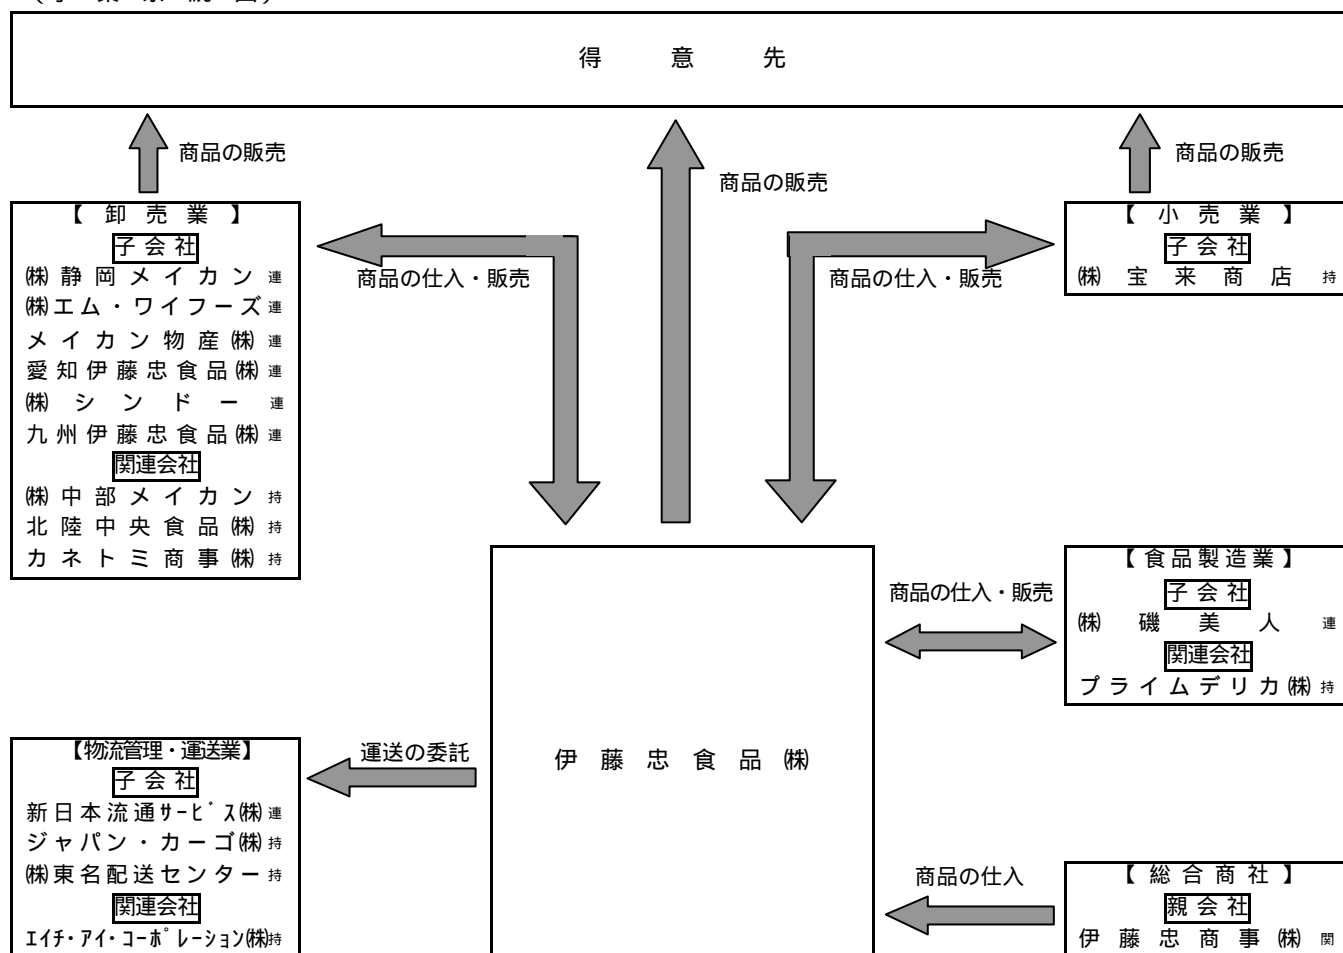 (事業系統図)
得意先
商品の販売
商品の販売
商品の販売
【卸売業】
子会社
㈱静岡メイカン 連
㈱エム・ワイフーズ 連
メイカン物産㈱ 連
愛知伊藤忠食品㈱ 連
㈱シンドー 連
九州伊藤忠食品㈱ 連
関連会社
㈱中部メイカン 持
北陸中央食品㈱ 持
カネトミ商事㈱ 持
商品の仕入・販売
商品の仕入・販売
【小売業】
子会社
㈱宝来商店 持
商品の仕入・販売
【食品製造業】
子会社
㈱磯美人 連
関連会社
プライムデリカ㈱ 持
伊藤忠食品㈱
運送の委託
【物流管理・運送業】
子会社
新日本流通サービス㈱ 連
ジャパン・カーゴ㈱ 持
㈱東名配送センター 持
関連会社
エイチ・アイ・コーポレーション㈱ 持
商品の仕入
【総合商社】
親会社
伊藤忠商事㈱ 関